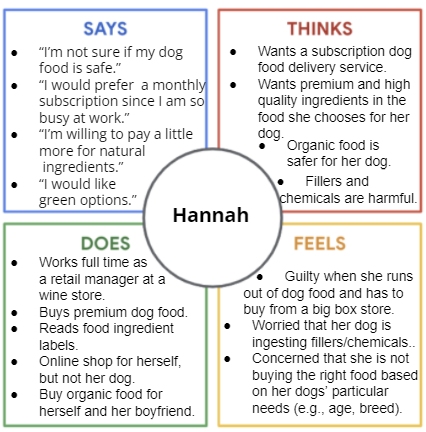 SAYS
• “I’m not sure if my dog
food is safe.”
• “I would prefer a monthly
subscription since I am so
busy at work.”
• “I’m willing to pay a little
more for natural
ingredients.”
• “I would like
green options.”
THINKS
• Wants a subscription dog
food delivery service.
• Wants premium and high
quality ingredients in the
food she chooses for her
dog.
• Organic food is
safer for her dog.
• Fillers and
chemicals are harmful.
Hannah
DOES
• Works full time as
a retail manager at a
wine store.
• Buys premium dog food.
• Reads food ingredient
labels.
• Online shop for herself,
but not her dog.
• Buy organic food for
herself and her boyfriend.
FEELS
• Guilty when she runs
out of dog food and has to
buy from a big box store.
• Worried that her dog is
ingesting fillers/chemicals..
• Concerned that she is not
buying the right food based
on her dogs’ particular
needs (e.g., age, breed).